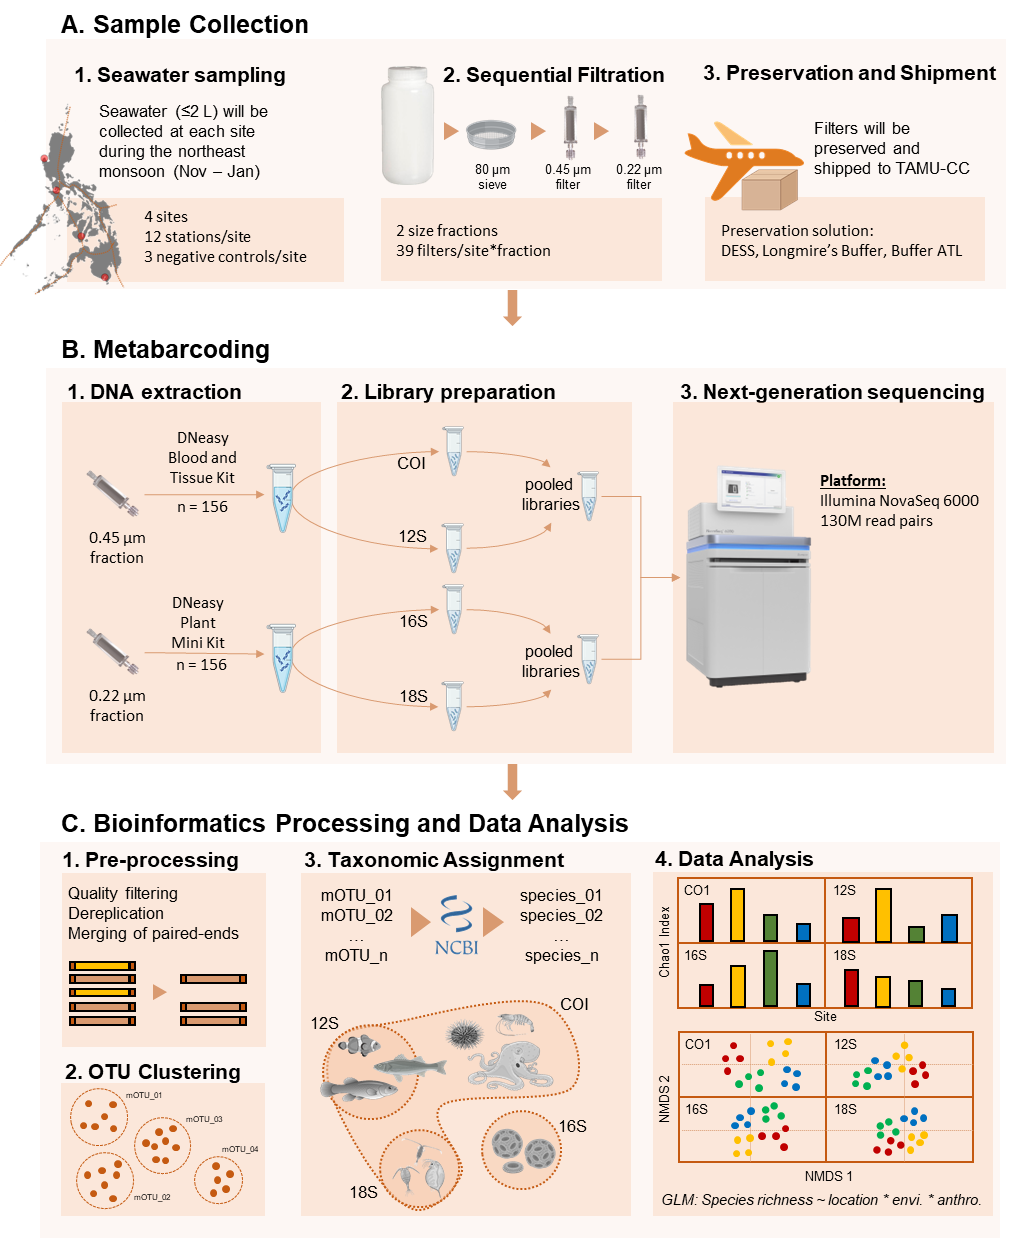 A. Sample Collection
1. Seawater sampling
Seawater (≤2 L) will be
collected at each site
during the northeast
monsoon (Nov – Jan)
4 sites
12 stations/site
3 negative controls/site
2. Sequential Filtration
80 µm
sieve
0.45 µm
filter
0.22 µm
filter
2 size fractions
39 filters/site*fraction
3. Preservation and Shipment
Filters will be
preserved and
shipped to TAMU-CC
Preservation solution:
DESS, Longmire's Buffer, Buffer ATL
B. Metabarcoding
1. DNA extraction
DNeasy
Blood and
Tissue Kit
n = 156
0.45 µm
fraction
DNeasy
Plant
Mini Kit
n = 156
0.22 µm
fraction
2. Library preparation
COI
12S
pooled
libraries
16S
18S
pooled
libraries
3. Next-generation sequencing
Platform:
Illumina NovaSeq 6000
130M read pairs
C. Bioinformatics Processing and Data Analysis
1. Pre-processing
Quality filtering
Dereplication
Merging of paired-ends
2. OTU Clustering
mOTU_01
mOTU_03
mOTU_04
mOTU_02
3. Taxonomic Assignment
mOTU_01
mOTU_02
...
mOTU_n
NCBI
species_01
species_02
...
species_n
COI
12S
16S
18S
4. Data Analysis
Chao1 Index
CO1
12S
16S
18S
Site
NMDS 2
CO1
12S
16S
18S
NMDS 1
GLM: Species richness ~ location * envi. * anthro.